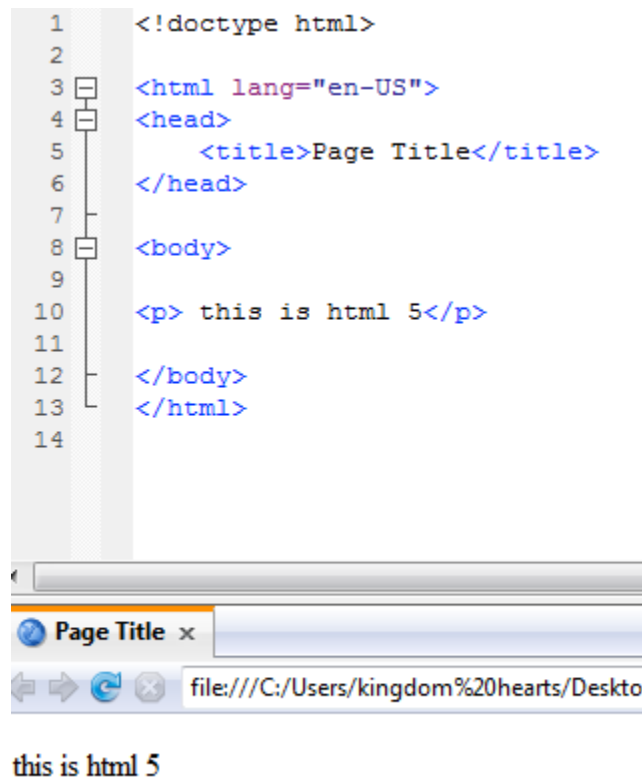 1 <!doctype html>
2
3 <html lang="en-US">
4 <head>
5 <title>Page Title</title>
6 </head>
7
8 <body>
9
10 <p> this is html 5</p>
11
12 </body>
13 </html>
14
Page Title ×
file:///C:/Users/kingdom%20hearts/Deskto
this is html 5